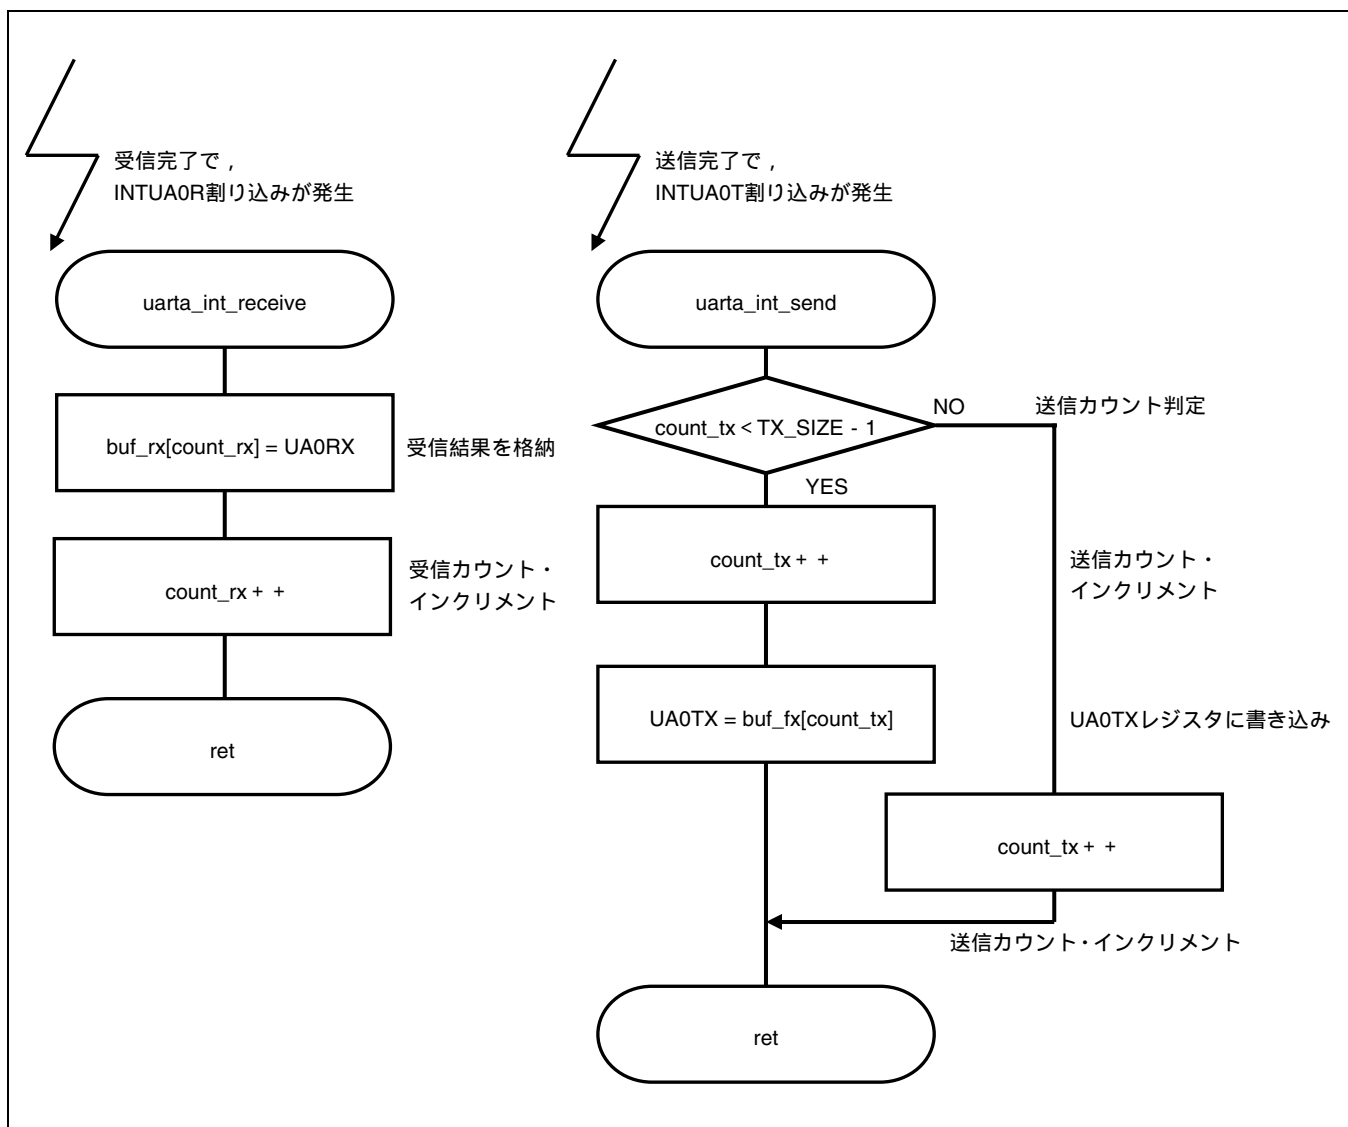 受信完了で，
INTUA0R割り込みが発生
uarta_int_receive
buf_rx[count_rx] = UA0RX
受信結果を格納
count_rx + +
受信カウント・
インクリメント
ret
送信完了で，
INTUA0T割り込みが発生
uarta_int_send
count_tx < TX_SIZE - 1
NO
送信カウント判定
YES
count_tx + +
送信カウント・
インクリメント
UA0TX = buf_fx[count_tx]
UA0TXレジスタに書き込み
count_tx + +
送信カウント・インクリメント
ret